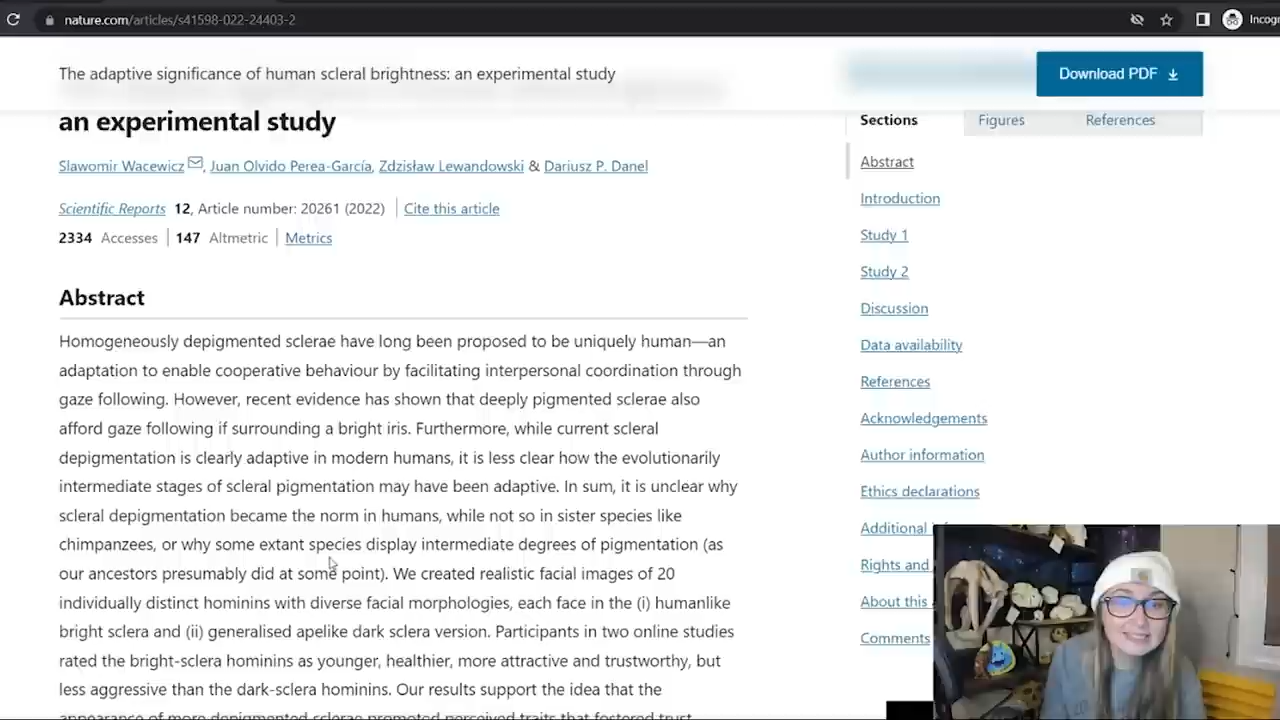 nature.com/articles/s41598-022-24403-2
The adaptive significance of human scleral brightness: an experimental study
Download PDF
an experimental study
Sections
Figures
References
Slawomir Wacewicz, Juan Olvido Perea-García, Zdzisław Lewandowski & Dariusz P. Danel
Scientific Reports 12, Article number: 20261 (2022) Cite this article
2334 Accesses 147 Altmetric Metrics
Abstract
Homogeneously depigmented sclerae have long been proposed to be uniquely human—an
adaptation to enable cooperative behaviour by facilitating interpersonal coordination through
gaze following. However, recent evidence has shown that deeply pigmented sclerae also
afford gaze following if surrounding a bright iris. Furthermore, while current scleral
depigmentation is clearly adaptive in modern humans, it is less clear how the evolutionarily
intermediate stages of scleral pigmentation may have been adaptive. In sum, it is unclear why
scleral depigmentation became the norm in humans, while not so in sister species like
chimpanzees, or why some extant species display intermediate degrees of pigmentation (as
our ancestors presumably did at some point). We created realistic facial images of 20
individually distinct hominins with diverse facial morphologies, each face in the (i) humanlike
bright sclera and (ii) generalised apelike dark sclera version. Participants in two online studies
rated the bright-sclera hominins as younger, healthier, more attractive and trustworthy, but
less aggressive than the dark-sclera hominins. Our results support the idea that the
appearance of more depigmented sclerae promoted perceived traits that fostered trust
Abstract
Introduction
Study 1
Study 2
Discussion
Data availability
References
Acknowledgements
Author information
Ethics declarations
Additional
Rights and
About this
Comments